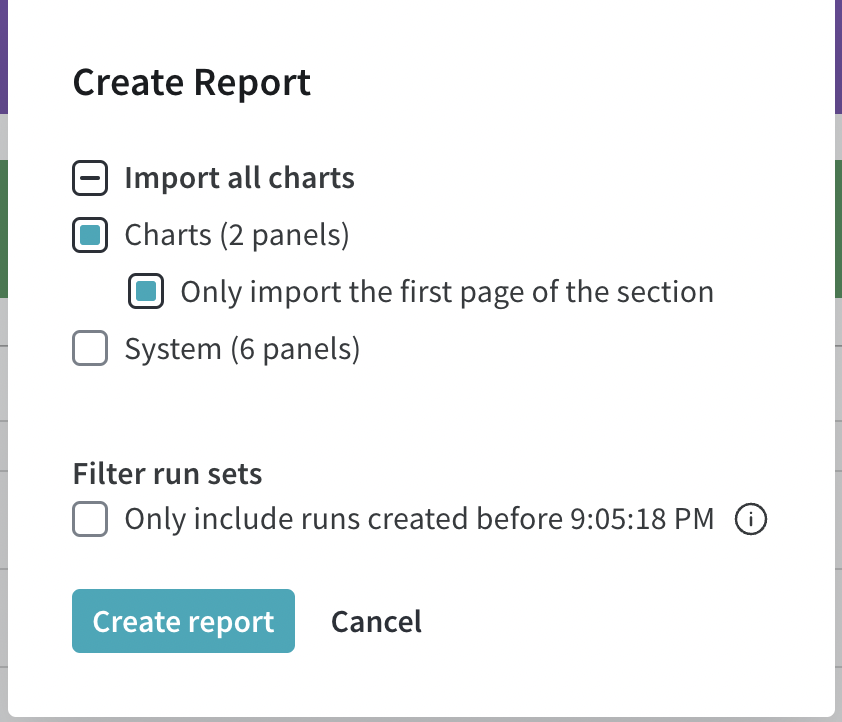 Create Report
Import all charts
Charts (2 panels)
Only import the first page of the section
System (6 panels)
Filter run sets
Only include runs created before 9:05:18 PM
Create report
Cancel